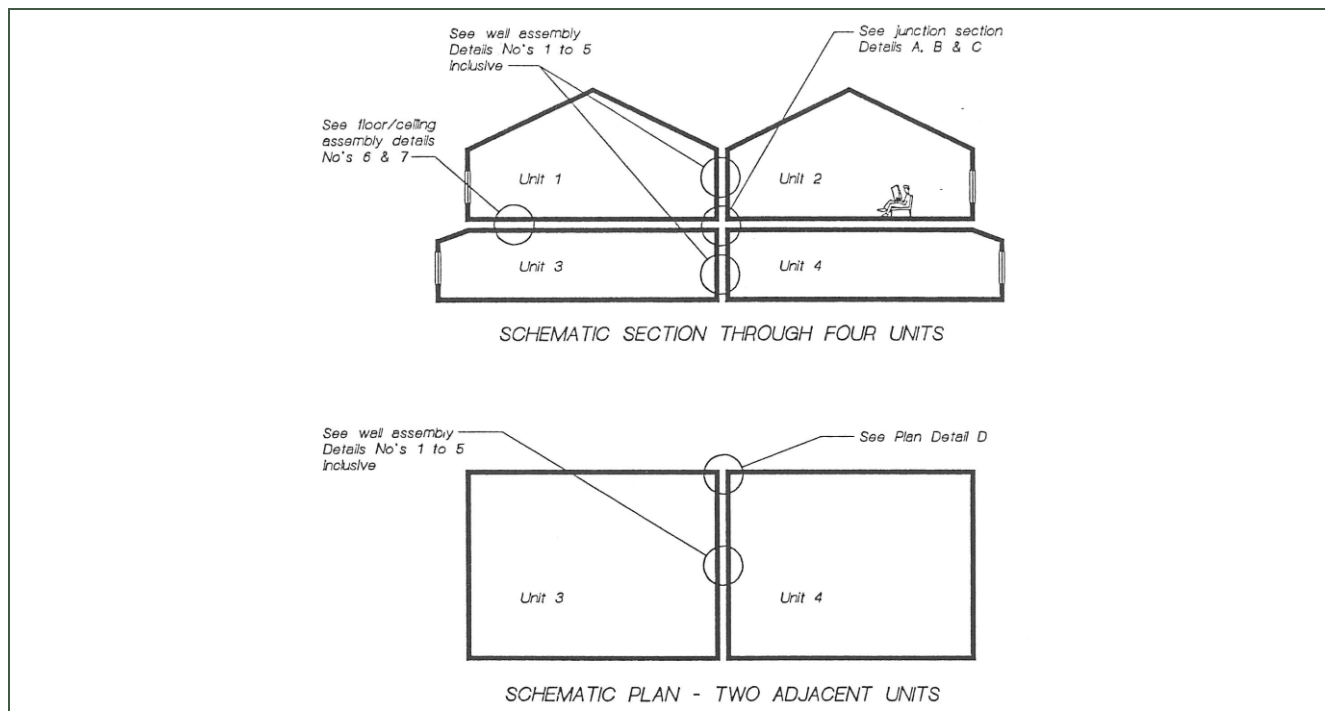 See wall assembly
Details No's 1 to 5
Inclusive
See junction section
Details A, B & C
See floor/ceiling
assembly details
No's 6 & 7
Unit 1
Unit 2
Unit 3
Unit 4
SCHEMATIC SECTION THROUGH FOUR UNITS
See wall assembly
Details No's 1 to 5
Inclusive
See Plan Detail D
Unit 3
Unit 4
SCHEMATIC PLAN - TWO ADJACENT UNITS